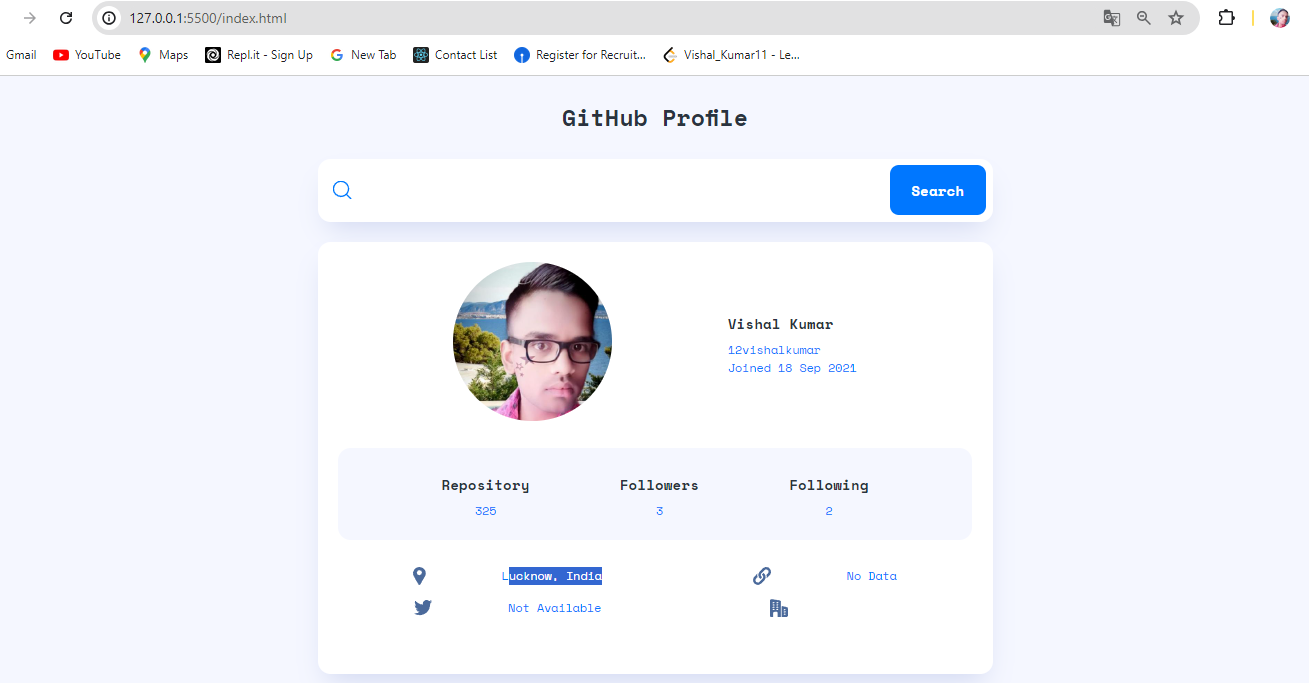 127.0.0.1:5500/index.html
Gmail YouTube Maps Repl.it - Sign Up New Tab Contact List Register for Recruit... Vishal_Kumar11 - Le...
GitHub Profile
Search
Vishal Kumar
12vishalkumar
Joined 18 Sep 2021
Repository Followers Following
325 3 2
Lucknow, India No Data
Not Available